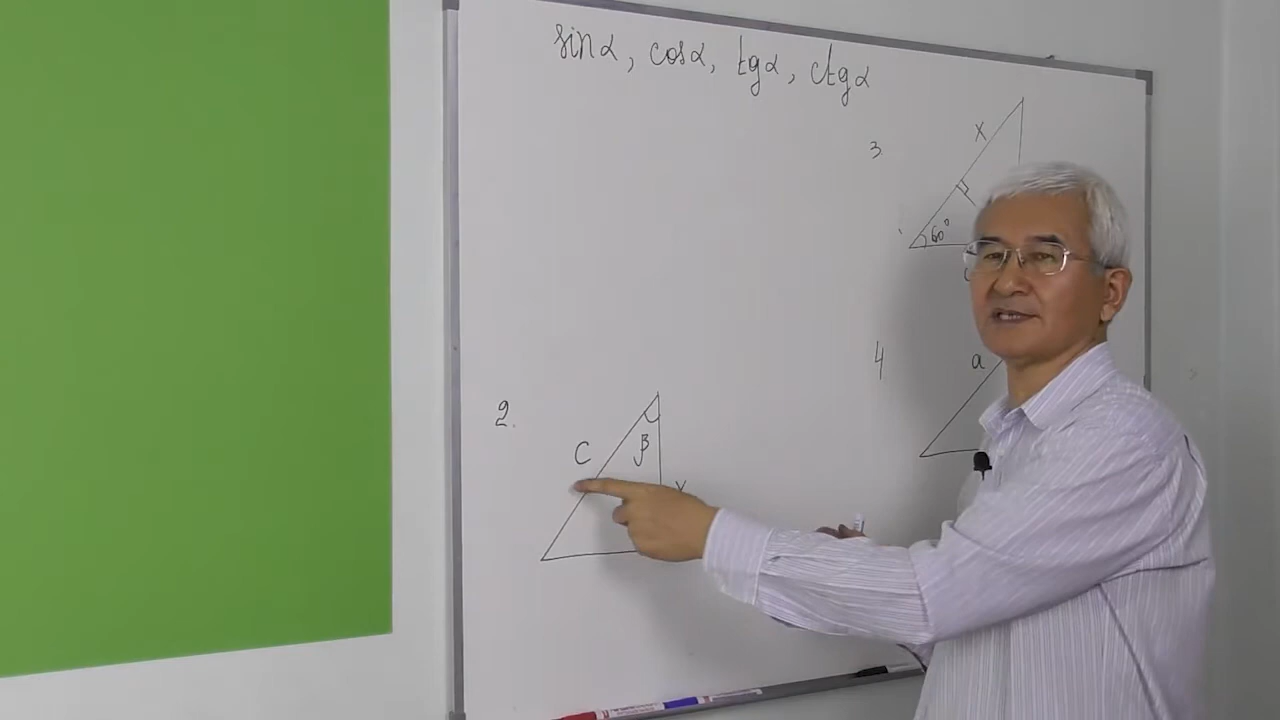 sin α, cos α, tg α, ctg α
3.
x
60°
4
a
2.
C
β
x